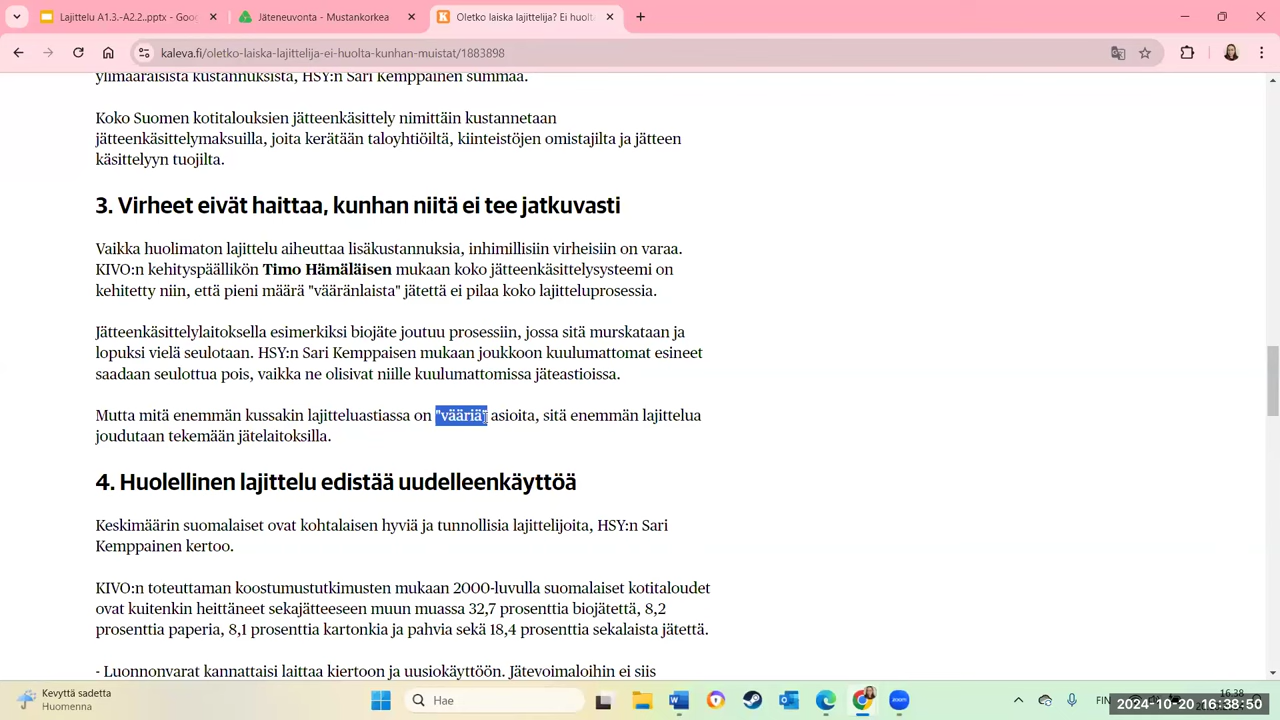 Lajittelu A1.3.-A2.2..pptx - Goo
Jäteneuvonta - Mustankorkea
Oletko laiska lajittelija? Ei huolt
kaleva.fi/oletko-laiska-lajittelija-ei-huolta-kunhan-muistat/1883898
ylimääräisistä kustannuksista, HSY:n Sari Kemppainen summaa.
Koko Suomen kotitalouksien jätteenkäsittely nimittäin kustannetaan
jätteenkäsittelymaksuilla, joita kerätään taloyhtiöiltä, kiinteistöjen omistajilta ja jätteen
käsittelyyn tuojilta.
3. Virheet eivät haittaa, kunhan niitä ei tee jatkuvasti
Vaikka huolimaton lajittelu aiheuttaa lisäkustannuksia, inhimillisiin virheisiin on varaa.
KIVO:n kehityspäällikön Timo Hämäläisen mukaan koko jätteenkäsittelysysteemi on
kehitetty niin, että pieni määrä "vääränlaista" jätettä ei pilaa koko lajitteluprosessia.
Jätteenkäsittelylaitoksella esimerkiksi biojäte joutuu prosessiin, jossa sitä murskataan ja
lopuksi vielä seulotaan. HSY:n Sari Kemppaisen mukaan joukkoon kuulumattomat esineet
saadaan seulottua pois, vaikka ne olisivat niille kuulumattomissa jäteastioissa.
Mutta mitä enemmän kussakin lajitteluastiassa on "vääriä" asioita, sitä enemmän lajittelua
joudutaan tekemään jätelaitoksilla.
4. Huolellinen lajittelu edistää uudelleenkäyttöä
Keskimäärin suomalaiset ovat kohtalaisen hyviä ja tunnollisia lajittelijoita, HSY:n Sari
Kemppainen kertoo.
KIVO:n toteuttaman koostumustutkimusten mukaan 2000-luvulla suomalaiset kotitaloudet
ovat kuitenkin heittäneet sekajätteeseen muun muassa 32,7 prosenttia biojätettä, 8,2
prosenttia paperia, 8,1 prosenttia kartonkia ja pahvia sekä 18,4 prosenttia sekalaista jätettä.
- Luonnonvarat kannattaisi laittaa kiertoon ja uusiokäyttöön. Jätevoimaloihin ei siis
Kevyttä sadetta
Huomenna
Hae
FIN
16.38
2024-10-20 16:38:50